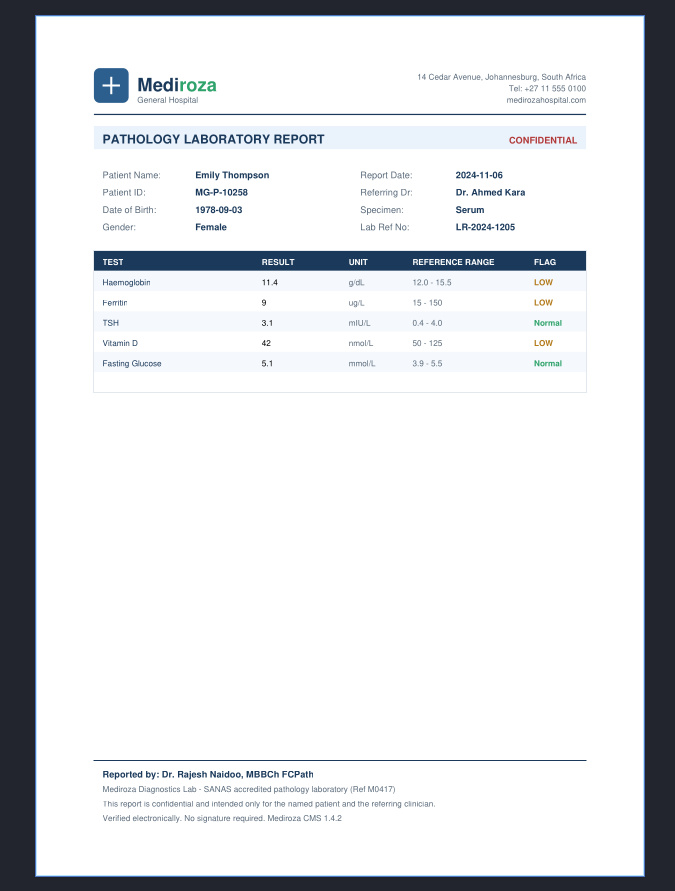 Mediroza
General Hospital
14 Cedar Avenue, Johannesburg, South Africa
Tel: +27 11 555 0100
medirozahospital.com
PATHOLOGY LABORATORY REPORT CONFIDENTIAL
Patient Name: Emily Thompson Report Date: 2024-11-06
Patient ID: MG-P-10258 Referring Dr: Dr. Ahmed Kara
Date of Birth: 1978-09-03 Specimen: Serum
Gender: Female Lab Ref No: LR-2024-1205
TEST RESULT UNIT REFERENCE RANGE FLAG
Haemoglobin 11.4 g/dL 12.0 - 15.5 LOW
Ferritin 9 ug/L 15 - 150 LOW
TSH 3.1 mIU/L 0.4 - 4.0 Normal
Vitamin D 42 nmol/L 50 - 125 LOW
Fasting Glucose 5.1 mmol/L 3.9 - 5.5 Normal
Reported by: Dr. Rajesh Naidoo, MBBCh FCPath
Mediroza Diagnostics Lab - SANAS accredited pathology laboratory (Ref M0417)
This report is confidential and intended only for the named patient and the referring clinician.
Verified electronically. No signature required. Mediroza CMS 1.4.2